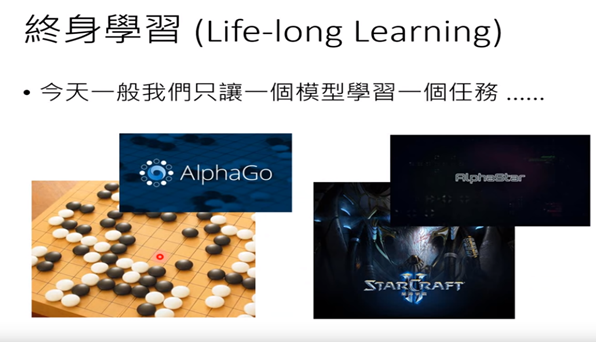 終身學習 (Life-long Learning)
• 今天一般我們只讓一個模型學習一個任務 ......
AlphaGo
AlphaStar
STARCRAFT
II